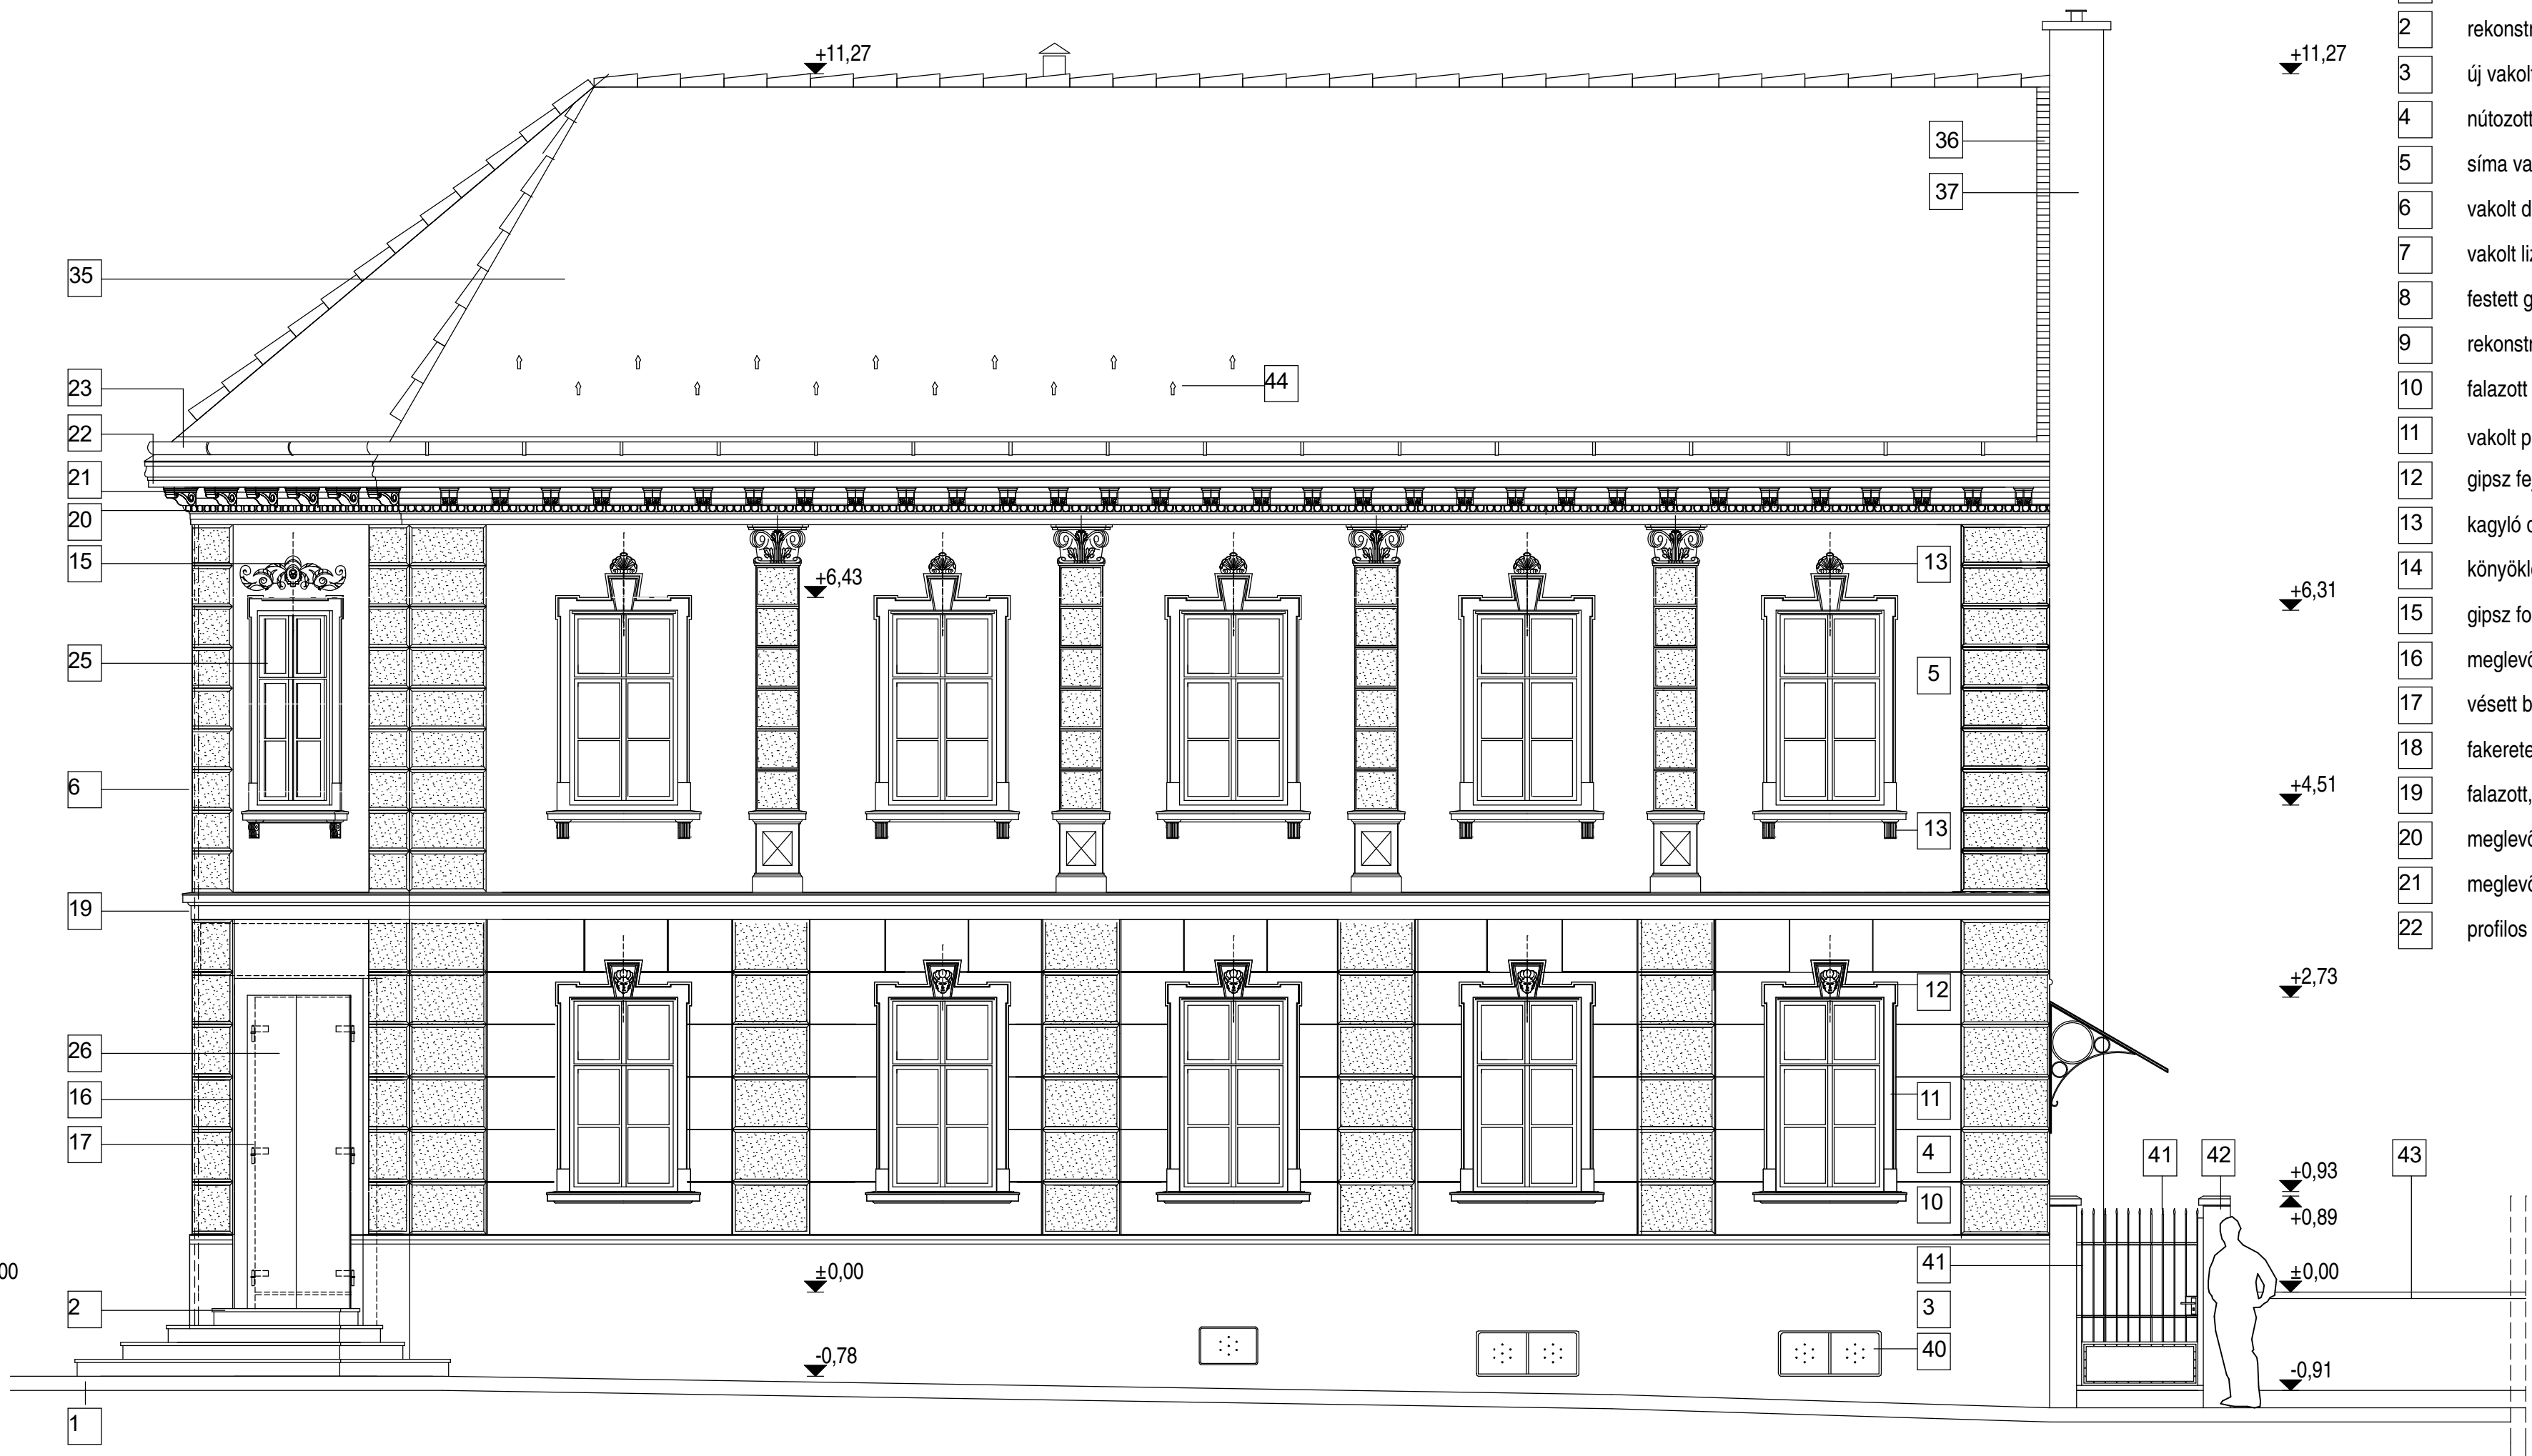 +11,27
+11,27
36
37
35
23
44
22
21
20
15
13
+6,43
+6,31
25
5
6
+4,51
13
19
+2,73
12
26
16
11
17
4
41
42
43
+0,93
10
+0,89
00
±0,00
41
±0,00
2
3
40
-0,78
-0,91
1
2 rekonstr
3 új vakolt
4 nútozott
5 síma va
6 vakolt d
7 vakolt liz
8 festett g
9 rekonstr
10 falazott
11 vakolt p
12 gipsz fej
13 kagyló d
14 könyökl
15 gipsz fo
16 meglevő
17 vésett b
18 fakerete
19 falazott,
20 meglevő
21 meglevő
22 profilos